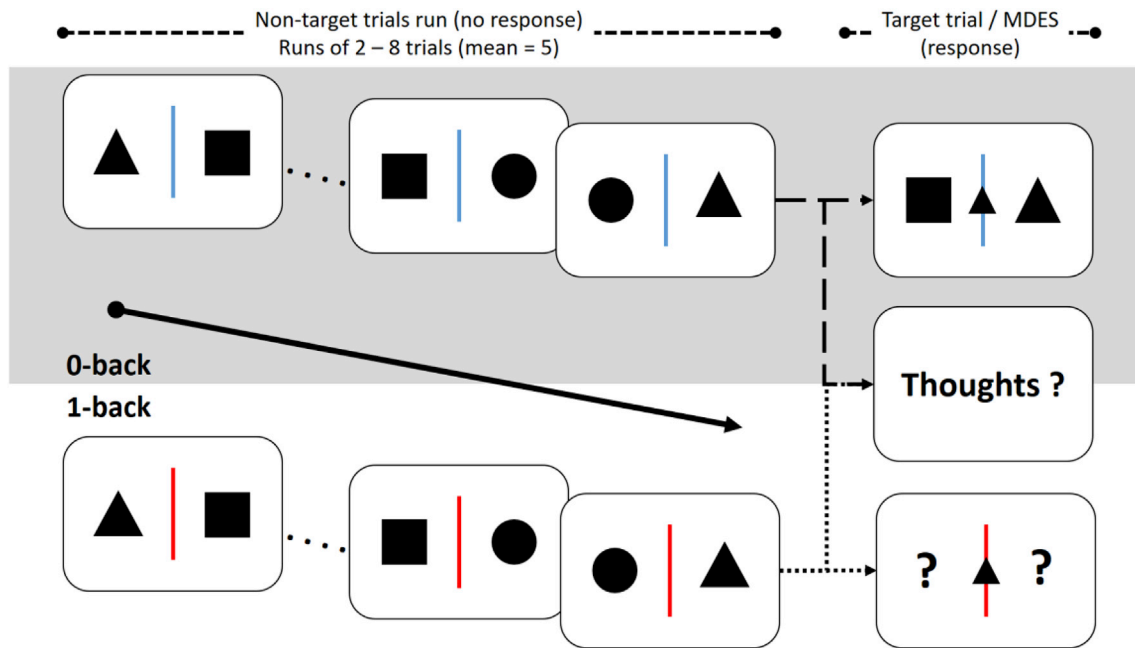 Non-target trials run (no response)
Runs of 2 – 8 trials (mean = 5)
Target trial / MDES
(response)
0-back
Thoughts ?
1-back
? ?